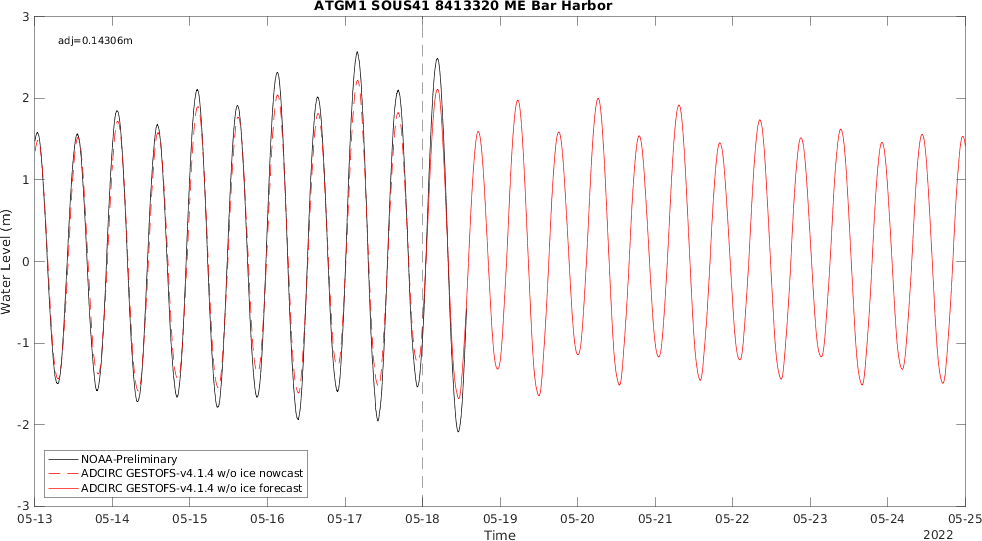 ATGM1 SOUS41 8413320 ME Bar Harbor
adj=0.14306m
3
2
1
0
-1
-2
-3
Water Level (m)
NOAA-Preliminary
ADCIRC GESTOFS-v4.1.4 w/o ice nowcast
ADCIRC GESTOFS-v4.1.4 w/o ice forecast
05-13 05-14 05-15 05-16 05-17 05-18 05-19 05-20 05-21 05-22 05-23 05-24 05-25
Time
2022